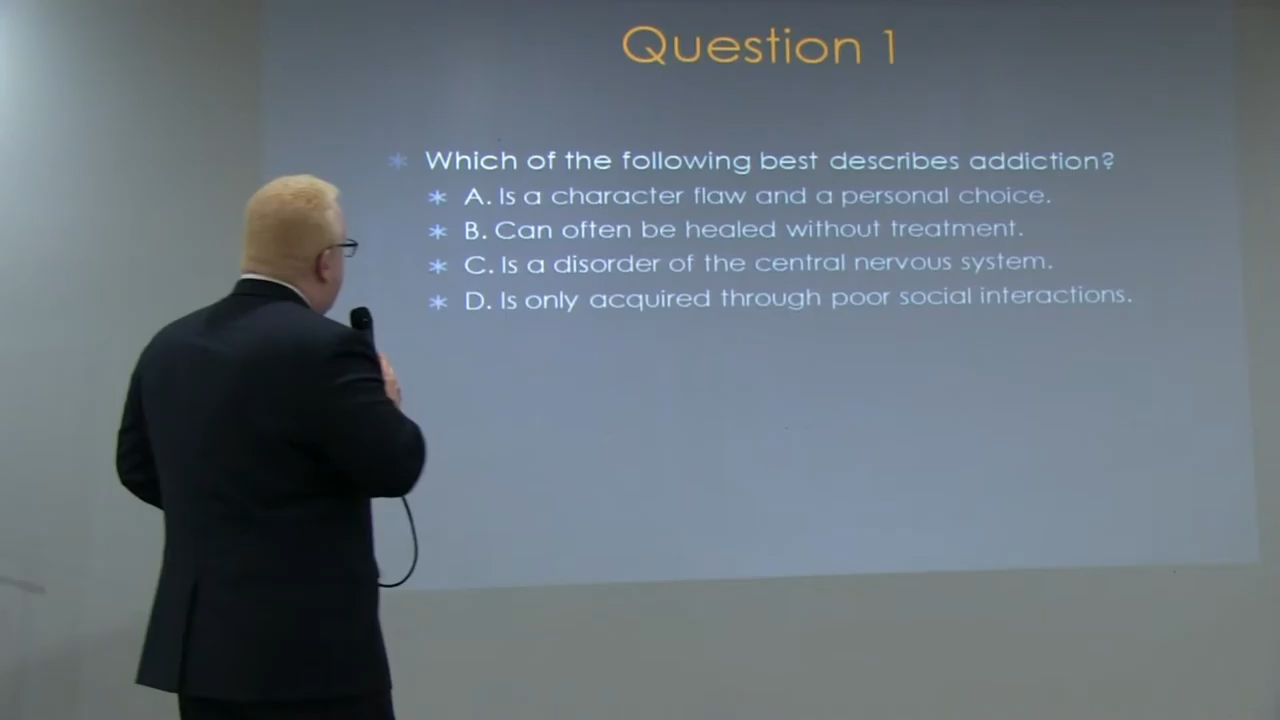 Question 1
* Which of the following best describes addiction?
* A. Is a character flaw and a personal choice.
* B. Can often be healed without treatment.
* C. Is a disorder of the central nervous system.
* D. Is only acquired through poor social interactions.